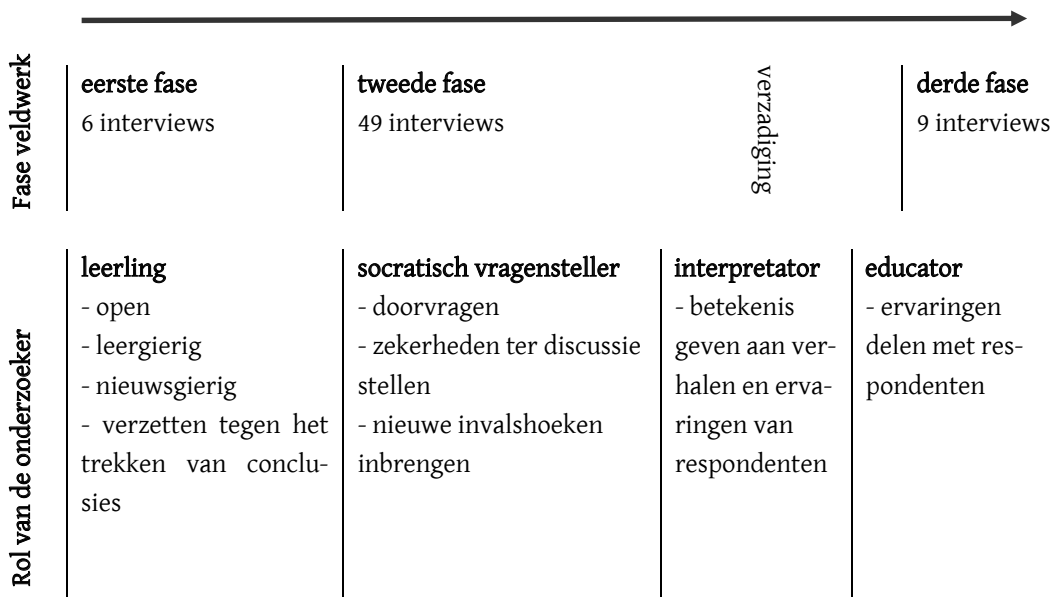 Fase veldwerk
eerste fase
6 interviews
tweede fase
49 interviews
verzadiging
derde fase
9 interviews
Rol van de onderzoeker
leerling
- open
- leergierig
- nieuwsgierig
- verzetten tegen het
trekken van conclu-
sies
socratisch vragensteller
- doorvragen
- zekerheden ter discussie
stellen
- nieuwe invalshoeken
inbrengen
interpretator
- betekenis
geven aan ver-
halen en erva-
ringen van
respondenten
educator
- ervaringen
delen met res-
pondenten